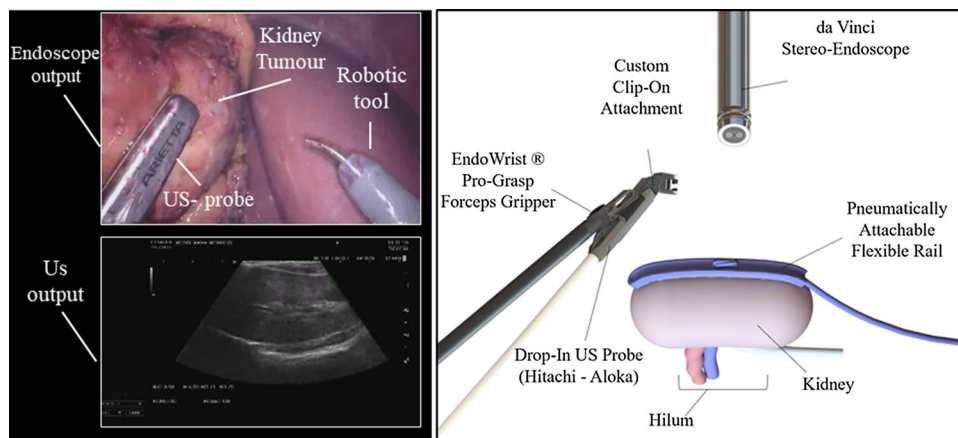 Endoscope
output
Kidney
Tumour
Robotic
tool
ARIETTA
US- probe
Us
output
da Vinci
Stereo-Endoscope
Custom
Clip-On
Attachment
EndoWrist ®
Pro-Grasp
Forceps Gripper
Pneumatically
Attachable
Flexible Rail
Drop-In US Probe
(Hitachi - Aloka)
Kidney
Hilum